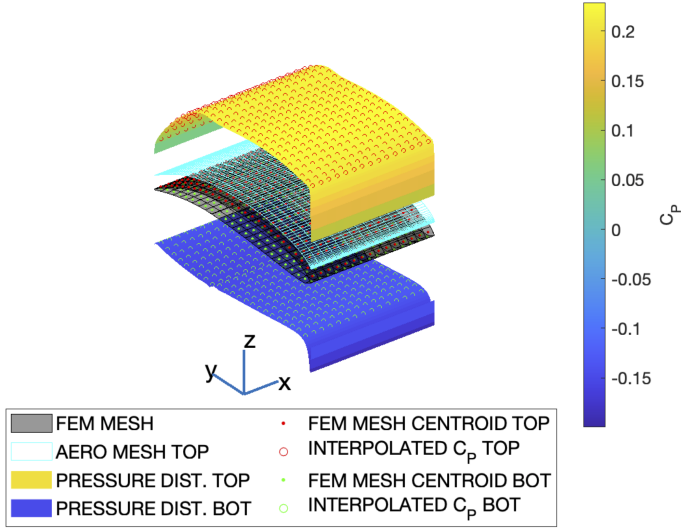 0.2
0.15
0.1
0.05
0
-0.05
-0.1
-0.15
C_P
z
y
x
FEM MESH
AERO MESH TOP
PRESSURE DIST. TOP
PRESSURE DIST. BOT
FEM MESH CENTROID TOP
INTERPOLATED C_P TOP
FEM MESH CENTROID BOT
INTERPOLATED C_P BOT